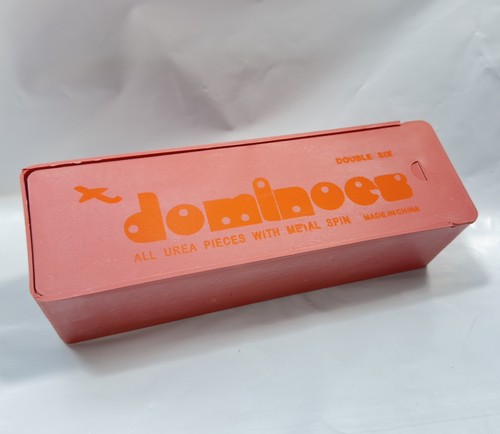 DOUBLE SIX
dominoes
ALL UREA PIECES WITH METAL SPIN
MADE IN CHINA